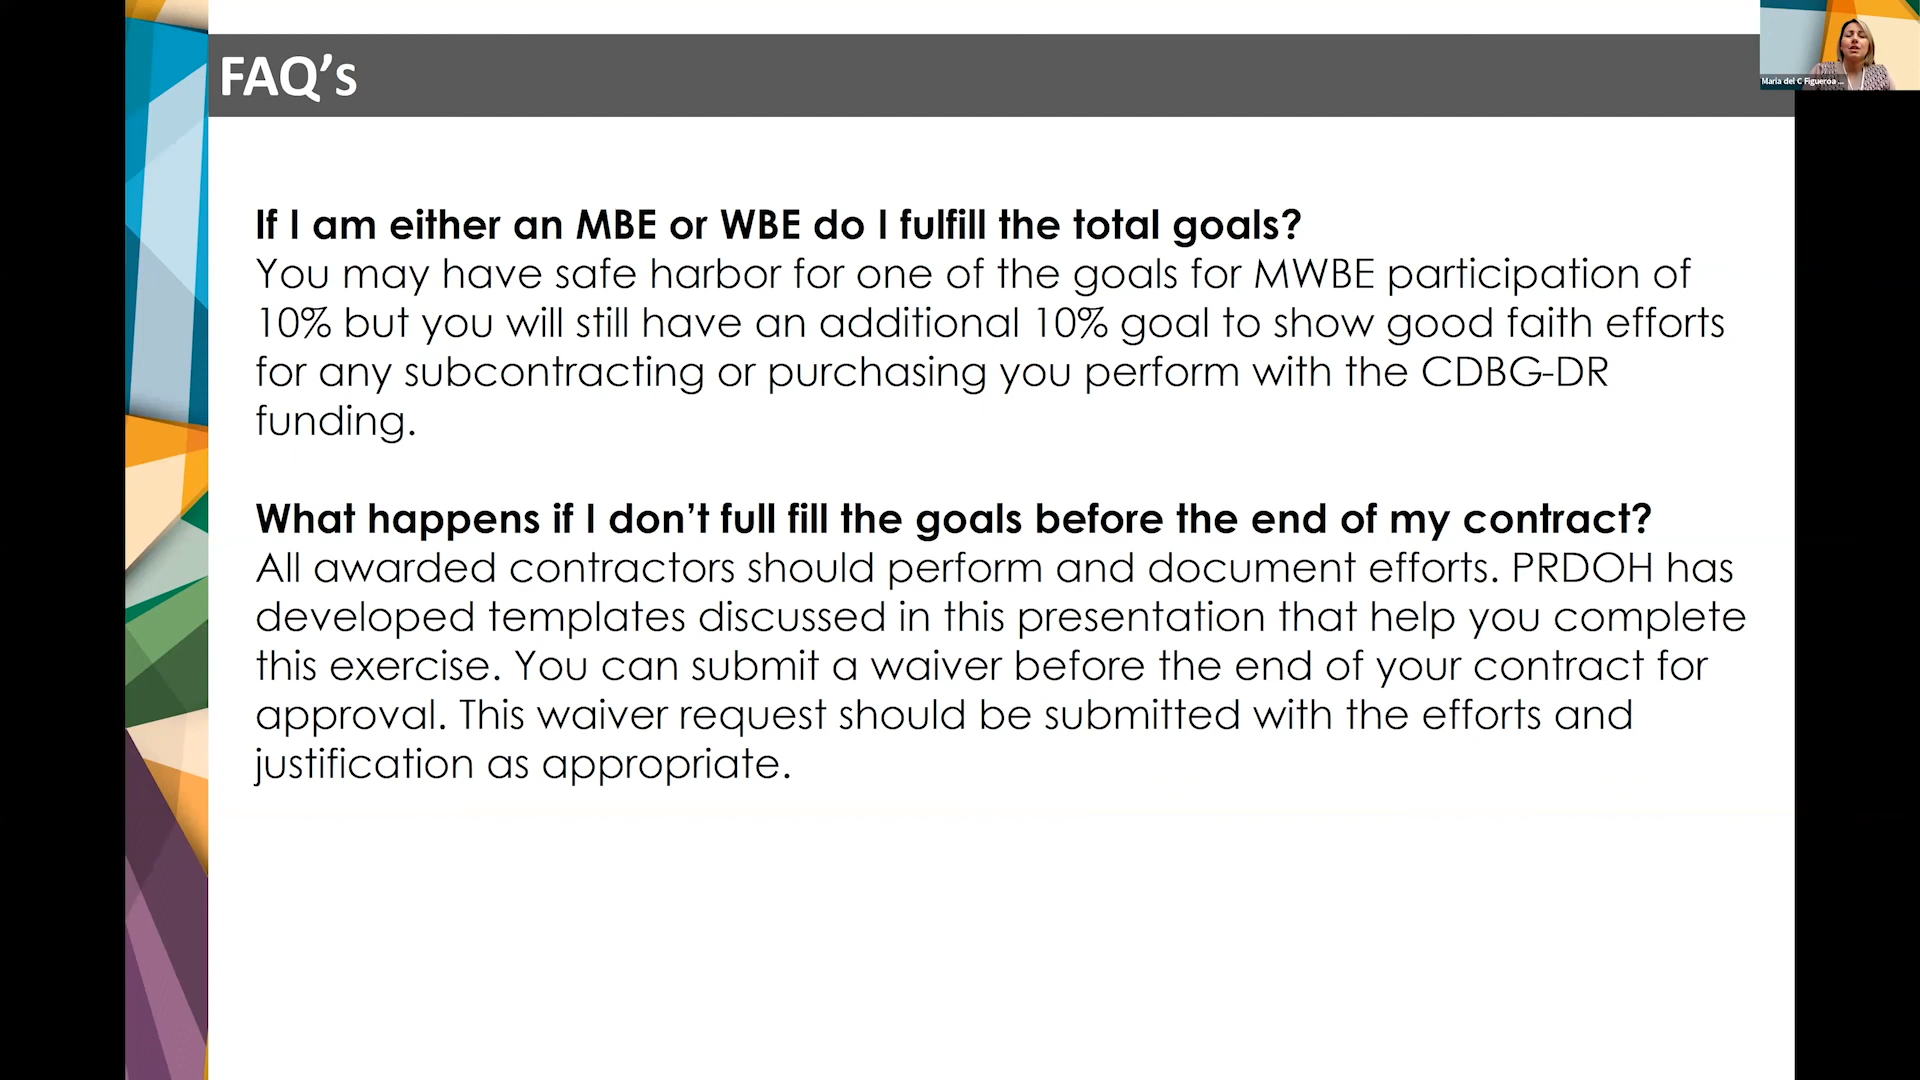 FAQ’s
Maria del C Figueroa ...
If I am either an MBE or WBE do I fulfill the total goals?
You may have safe harbor for one of the goals for MWBE participation of
10% but you will still have an additional 10% goal to show good faith efforts
for any subcontracting or purchasing you perform with the CDBG-DR
funding.
What happens if I don’t full fill the goals before the end of my contract?
All awarded contractors should perform and document efforts. PRDOH has
developed templates discussed in this presentation that help you complete
this exercise. You can submit a waiver before the end of your contract for
approval. This waiver request should be submitted with the efforts and
justification as appropriate.